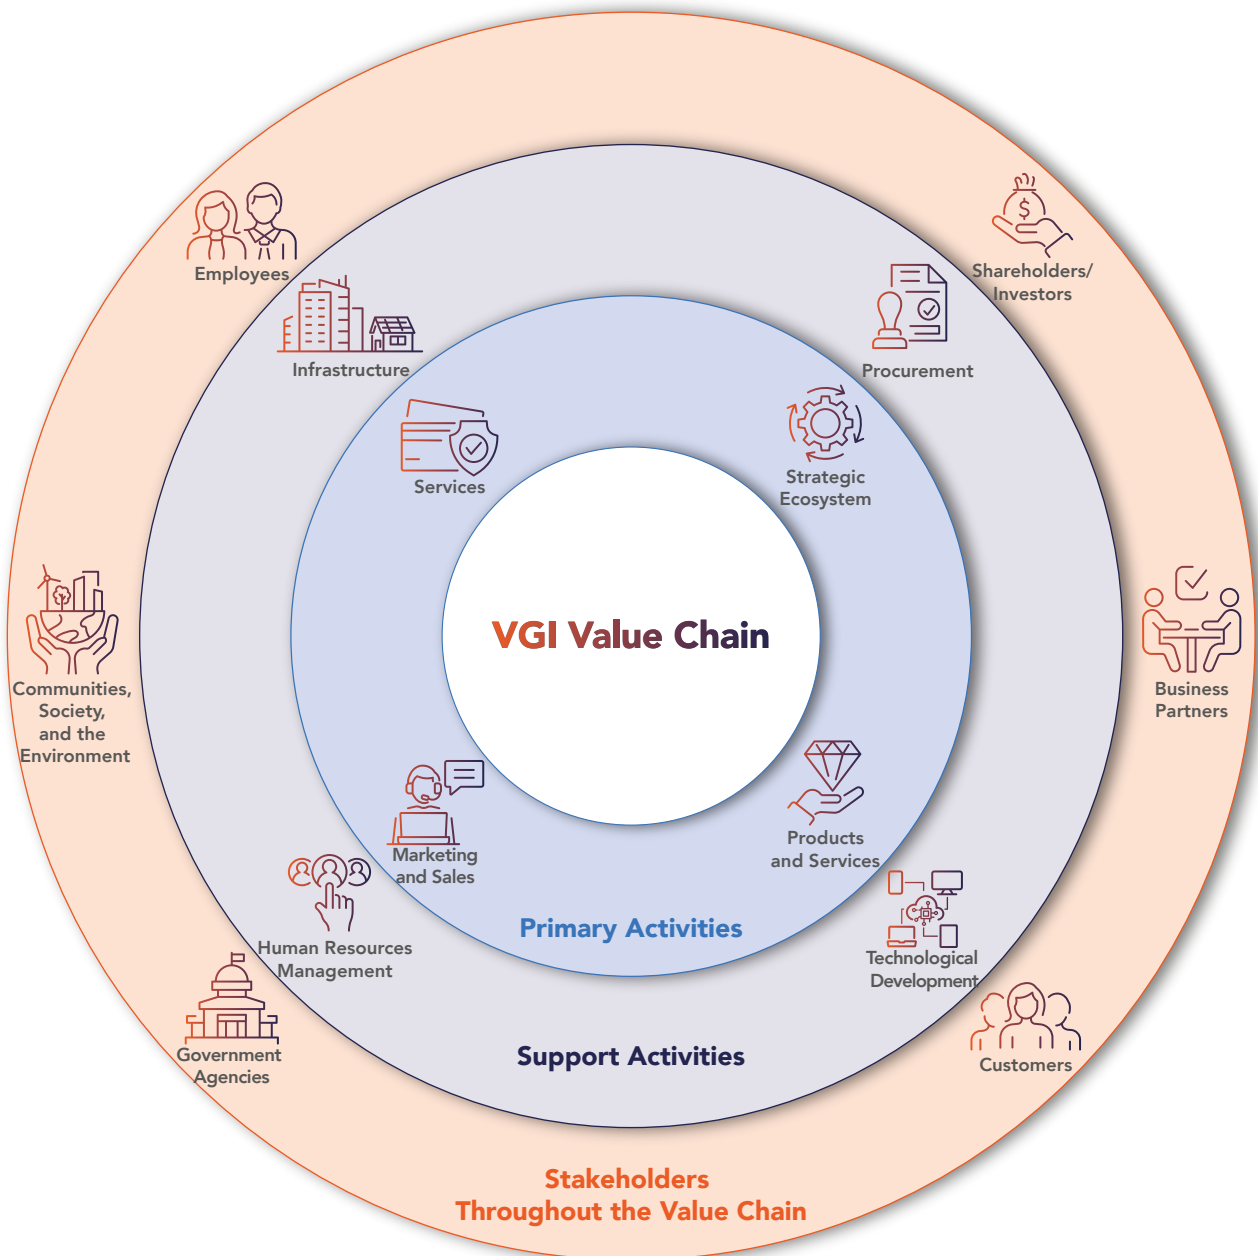 Employees
Shareholders/
Investors
Infrastructure
Procurement
Services
Strategic
Ecosystem
VGI Value Chain
Communities,
Society,
and the
Environment
Business
Partners
Marketing
and Sales
Products
and Services
Primary Activities
Human Resources
Management
Technological
Development
Government
Agencies
Support Activities
Customers
Stakeholders
Throughout the Value Chain